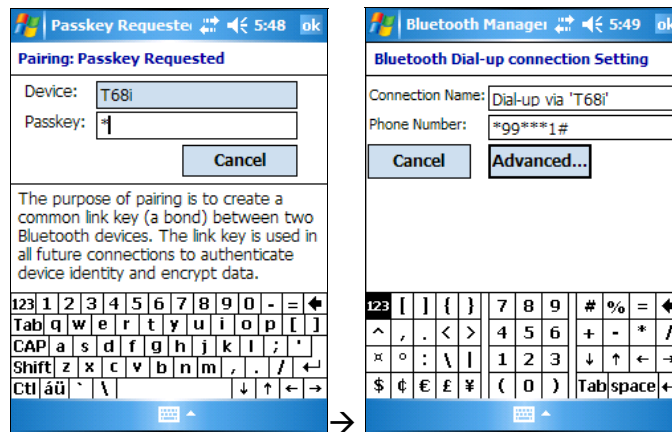 Passkey Requeste 5:48 ok
Pairing: Passkey Requested
Device: T68i
Passkey: *
Cancel
The purpose of pairing is to create a
common link key (a bond) between two
Bluetooth devices. The link key is used in
all future connections to authenticate
device identity and encrypt data.
123 1 2 3 4 5 6 7 8 9 0 - =
Tab q w e r t y u i o p [ ]
CAP a s d f g h j k l ; '
Shift z x c v b n m , . / ↵
Ctl áü ` \ ↓ ↑ ← →
→
Bluetooth Manager 5:49 ok
Bluetooth Dial-up connection Setting
Connection Name: Dial-up via 'T68i'
Phone Number: *99***1#
Cancel Advanced...
123 [ ] { } 7 8 9 # % =
^ , . < > 4 5 6 + - * /
¤ ° : \ | 1 2 3 ↓ ↑ ← →
$ ¢ € £ ¥ ( 0 ) Tab space